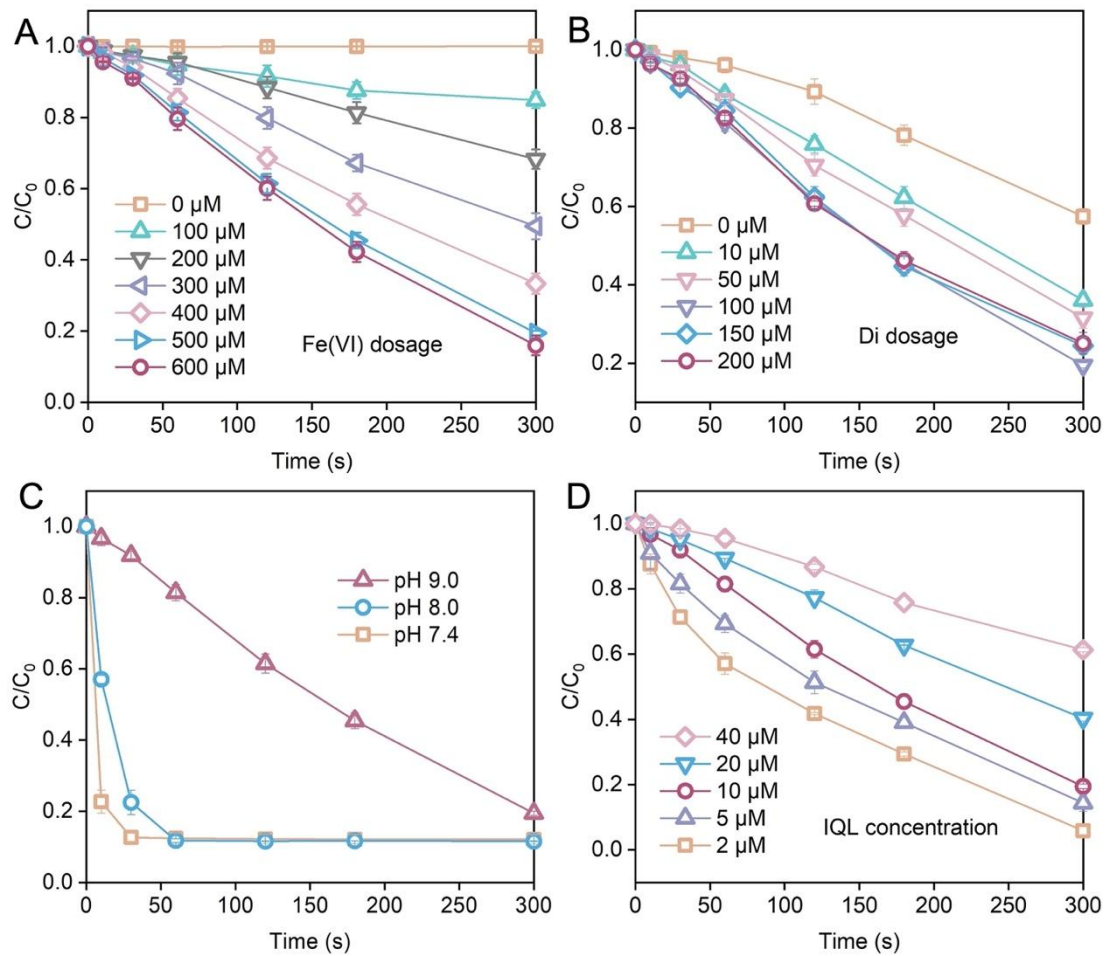 A
1.0
0.8
0.6
0.4
0.2
0.0
C/C0
0 μM
100 μM
200 μM
300 μM
400 μM
500 μM
600 μM
Fe(VI) dosage
0 50 100 150 200 250 300
Time (s)
B
1.0
0.8
0.6
0.4
0.2
C/C0
0 μM
10 μM
50 μM
100 μM
150 μM
200 μM
Di dosage
0 50 100 150 200 250 300
Time (s)
C
1.0
0.8
0.6
0.4
0.2
0.0
C/C0
pH 9.0
pH 8.0
pH 7.4
0 50 100 150 200 250 300
Time (s)
D
1.0
0.8
0.6
0.4
0.2
0.0
C/C0
40 μM
20 μM
10 μM
5 μM
2 μM
IQL concentration
0 50 100 150 200 250 300
Time (s)